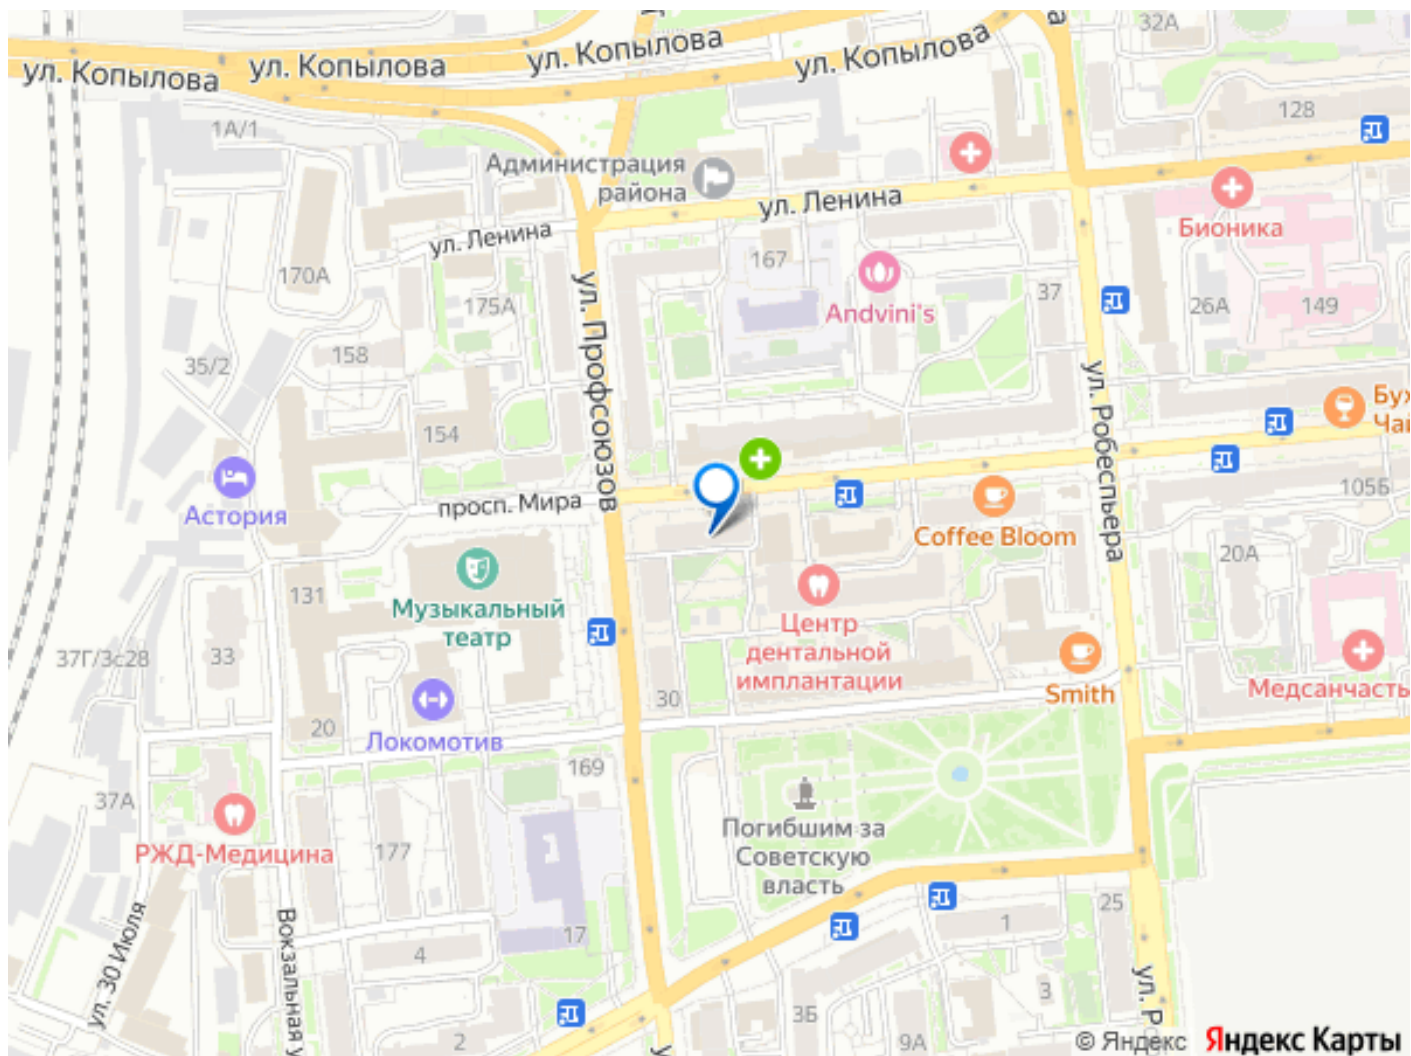 ул. Копылова
ул. Копылова
ул. Копылова
ул. Копылова
32А
128
1А/1
Администрация
района
ул. Ленина
ул. Ленина
Бионика
167
170А
175А
Andvini's
37
26А
149
ул. Профсоюзов
158
35/2
ул. Робеспьера
Бух
Чай
154
Астория
просп. Мира
105Б
Coffee Bloom
20А
Музыкальный
театр
131
Центр
дентальной
имплантации
37Г/3с28
33
30
Smith
Медсанчасть
20
Локомотив
169
37А
РЖД-Медицина
177
Погибшим за
Советскую
власть
ул. 30 Июля
Вокзальная у
4
17
1
25
2
3Б
9А
3
ул. Р
у
© Яндекс
Яндекс Карты